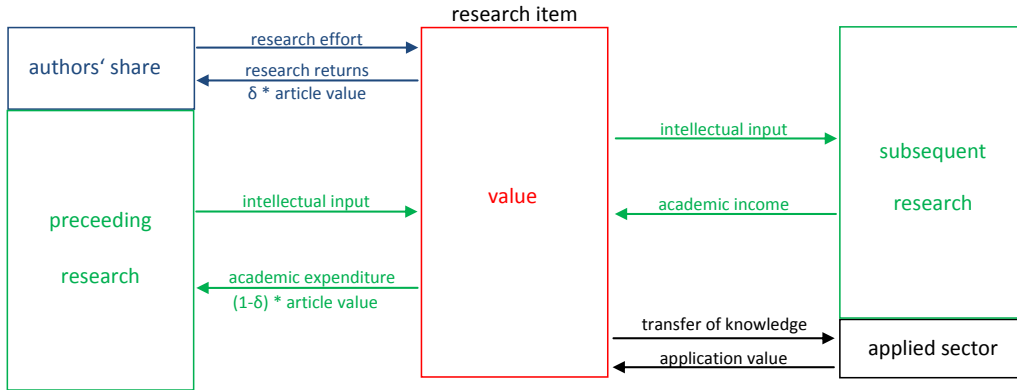 research item
authors‘ share
research effort
research returns
δ * article value
preceeding
research
intellectual input
academic expenditure
(1-δ) * article value
value
intellectual input
academic income
subsequent
research
transfer of knowledge
application value
applied sector